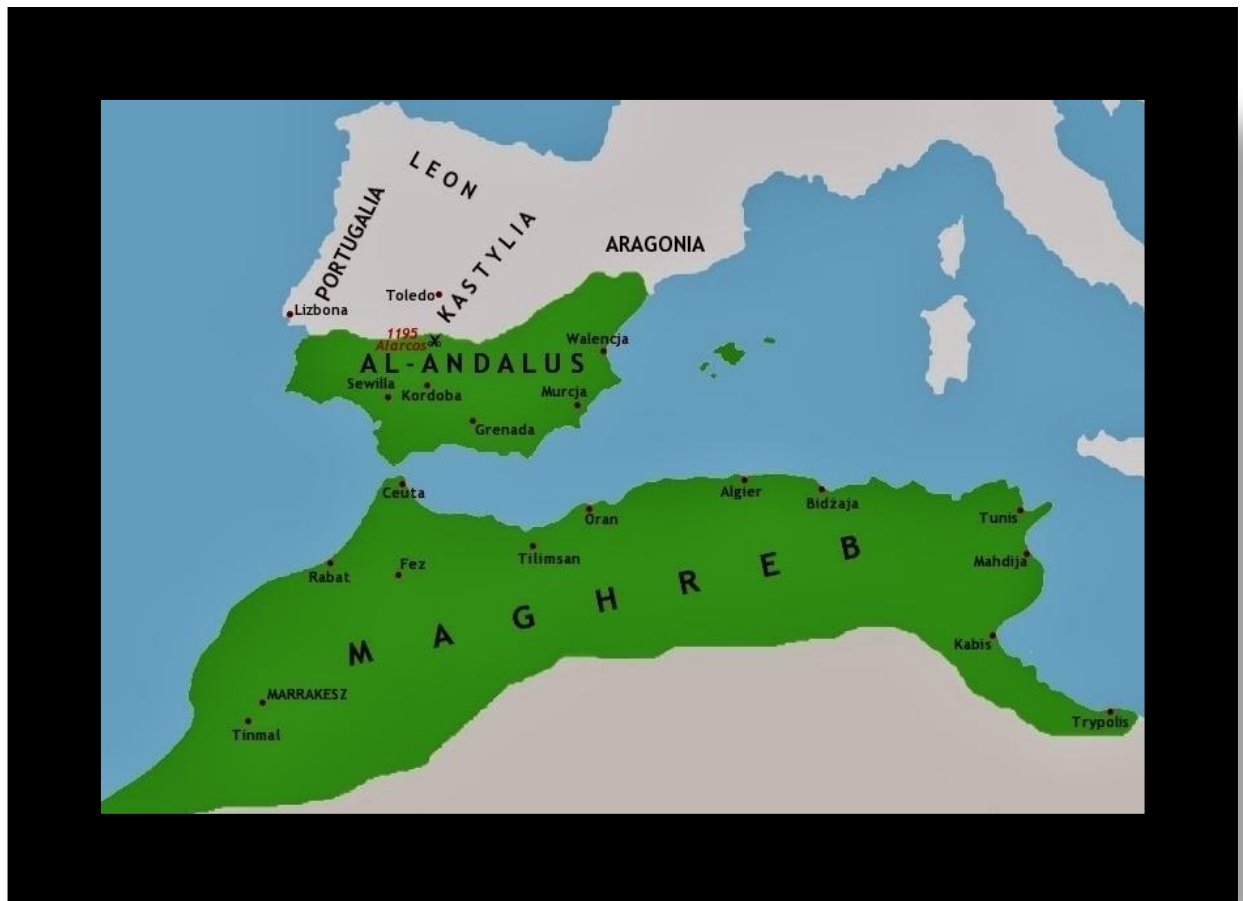 LEON
PORTUGALIA
KASTYLIA
ARAGONIA
Toledo
Lizbona
1195
Alarcos
Walencja
AL-ANDALUS
Sewilla
Kordoba
Murcja
Grenada
Ceuta
Algier
Bidżaja
Oran
Tunis
Tilimsan
Fez
Rabat
Mahdija
MAGHREB
Kabis
MARRAKESZ
Tinmal
Trypolis